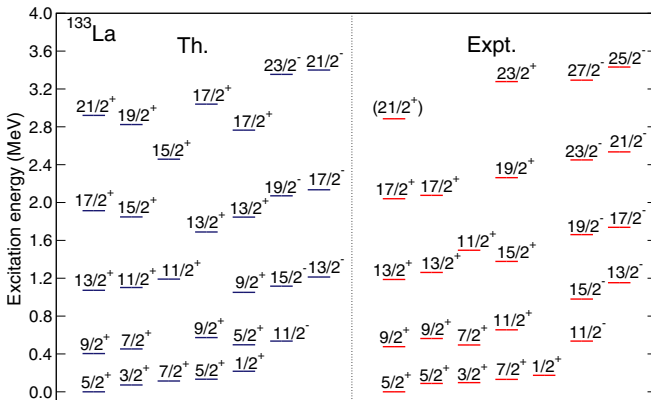 ¹³³La
Th.
Expt.
Excitation energy (MeV)
4.0
3.6
3.2
2.8
2.4
2.0
1.6
1.2
0.8
0.4
0.0
23/2⁻ 21/2⁻
21/2⁺ 19/2⁺ 17/2⁺ 17/2⁺
15/2⁺
17/2⁺ 15/2⁺ 13/2⁺ 13/2⁺ 19/2⁻ 17/2⁻
13/2⁺ 11/2⁺ 11/2⁺ 9/2⁺ 15/2⁻ 13/2⁻
9/2⁺ 7/2⁺ 9/2⁺ 5/2⁺ 11/2⁻
5/2⁺ 3/2⁺ 7/2⁺ 5/2⁺ 1/2⁺
23/2⁺ 27/2⁻ 25/2⁻
(21/2⁺)
17/2⁺ 17/2⁺ 19/2⁺ 23/2⁻ 21/2⁻
13/2⁺ 13/2⁺ 11/2⁺ 15/2⁺ 19/2⁻ 17/2⁻
15/2⁻ 13/2⁻
9/2⁺ 9/2⁺ 7/2⁺ 11/2⁺ 11/2⁻
5/2⁺ 5/2⁺ 3/2⁺ 7/2⁺ 1/2⁺